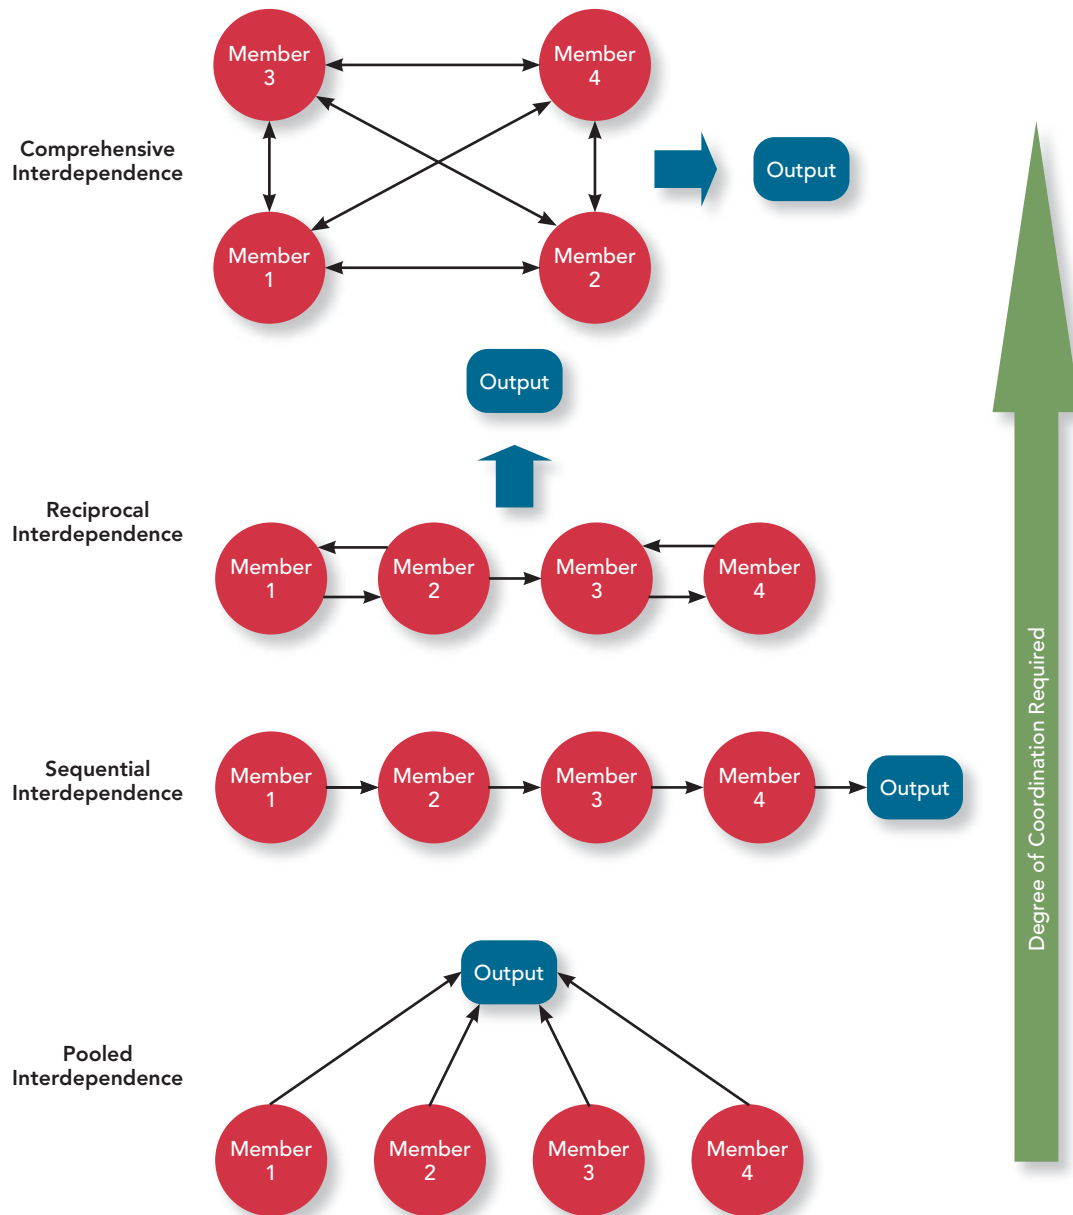 Member
3
Member
4
Comprehensive
Interdependence
Output
Member
1
Member
2
Output
Reciprocal
Interdependence
Member
1
Member
2
Member
3
Member
4
Degree of Coordination Required
Sequential
Interdependence
Member
1
Member
2
Member
3
Member
4
Output
Output
Pooled
Interdependence
Member
1
Member
2
Member
3
Member
4